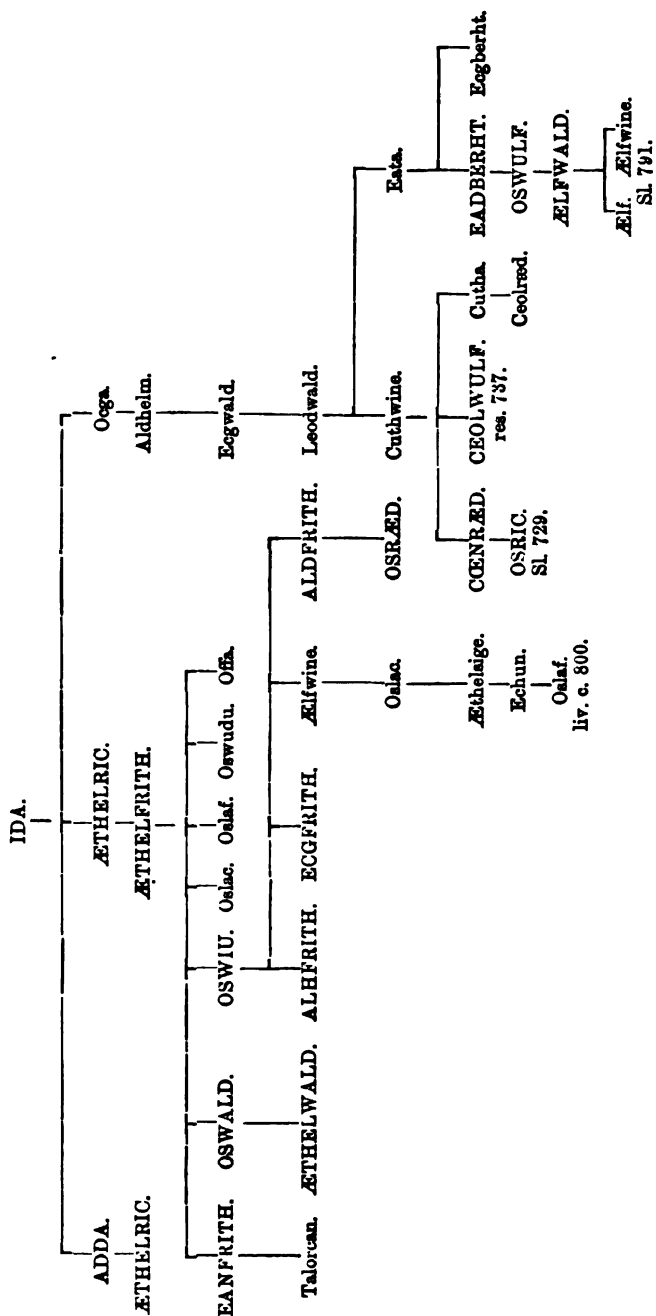 IDA.
ADDA. ÆTHELRIC. Ocga.
ÆTHELRIC. ÆTHELFRITH. Aldhelm.
EANFRITH. OSWALD. OSWIU. Oslac. Oslaf. Oswudu. Offa. Ecgwald.
Talorcan. ÆTHELWALD. ALHFRITH. ECGFRITH. Ælfwine. ALDFRITH. Leodwald.
Oslac. OSRÆD. Cuthwine. Eata.
Æthelsige. CŒNRÆD. CEOLWULF. Cutha. EADBERHT. Ecgberht.
res. 737.
Echun. OSRIC. Ceolræd. OSWULF.
Sl. 729.
Oslaf. ÆLFWALD.
liv. c. 800.
Ælf. Ælfwine.
Sl. 791.